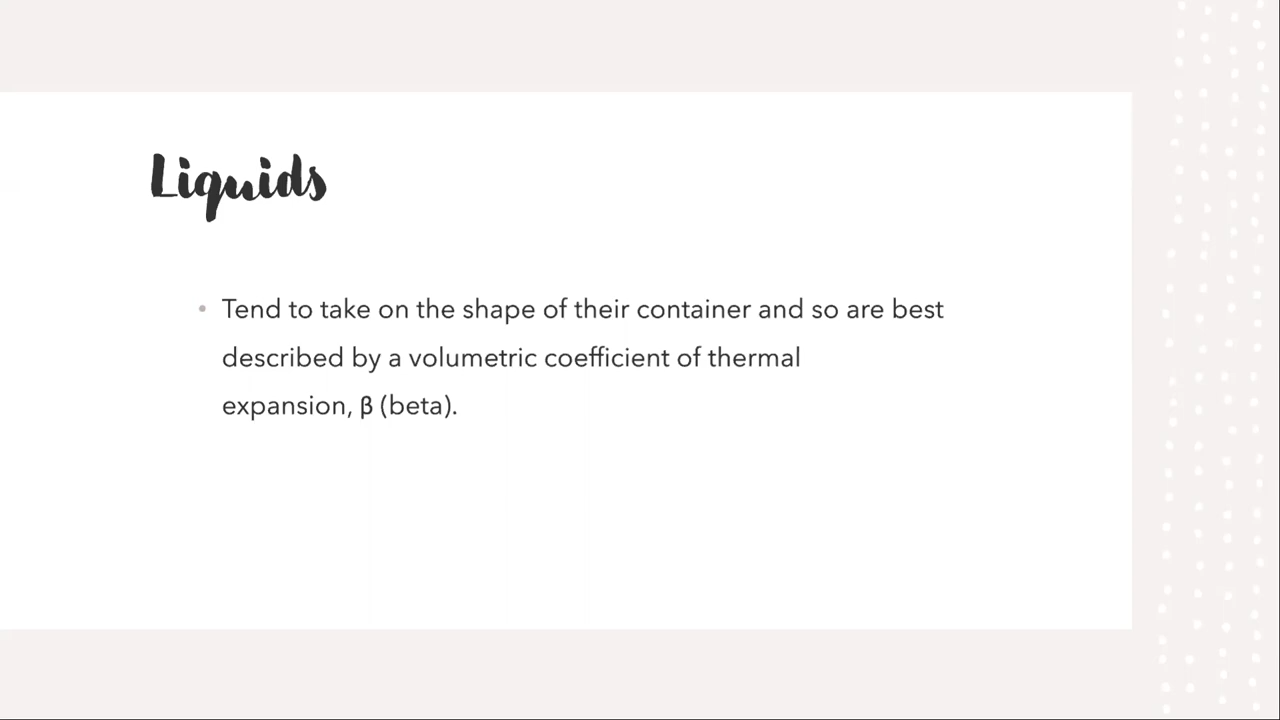 Liquids
• Tend to take on the shape of their container and so are best
described by a volumetric coefficient of thermal
expansion, β (beta).